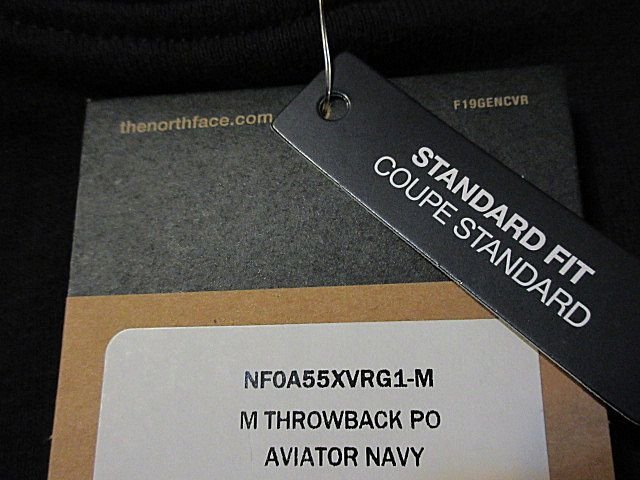 thenorthface.com
F19GENCVR
STANDARD FIT
COUPE STANDARD
NF0A55XVRG1-M
M THROWBACK PO
AVIATOR NAVY